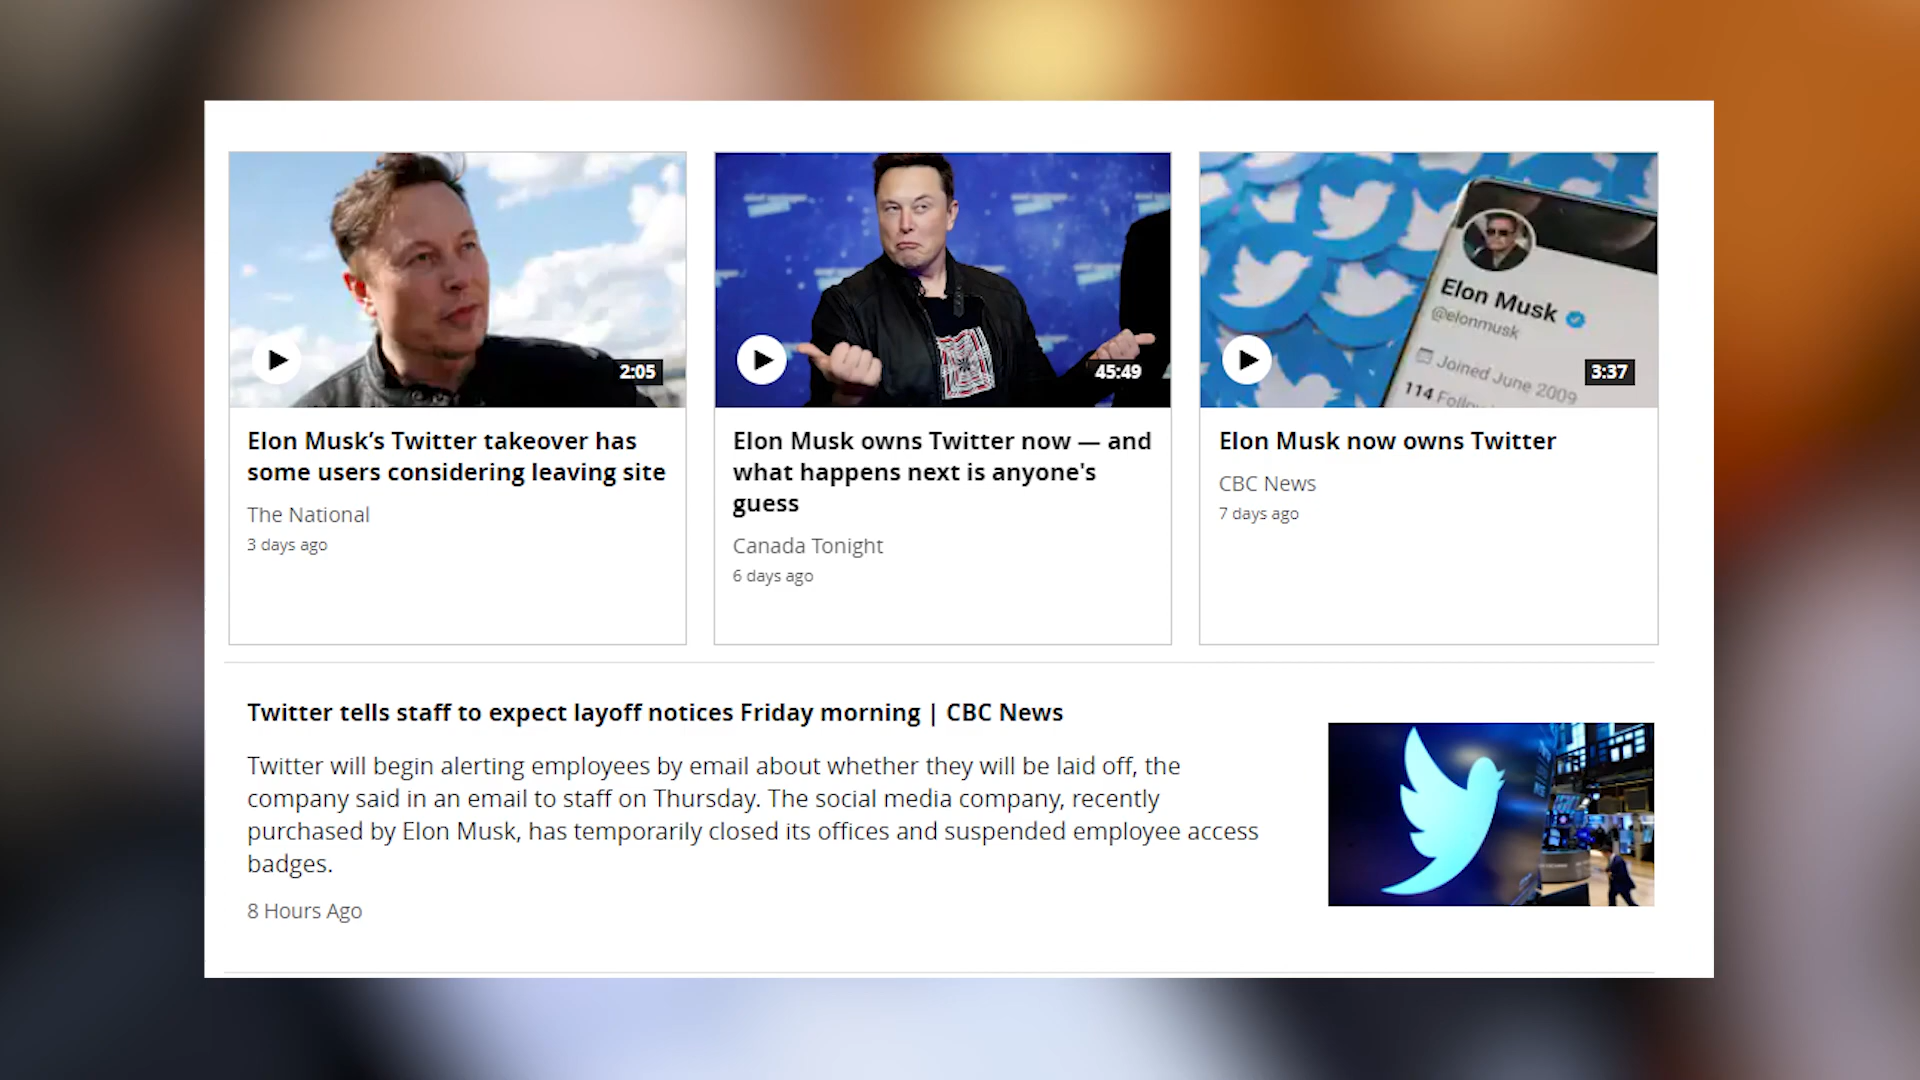 2:05
Elon Musk’s Twitter takeover has
some users considering leaving site
The National
3 days ago
45:49
Elon Musk owns Twitter now — and
what happens next is anyone's
guess
Canada Tonight
6 days ago
Elon Musk
@elonmusk
Joined June 2009
114
3:37
Elon Musk now owns Twitter
CBC News
7 days ago
Twitter tells staff to expect layoff notices Friday morning | CBC News
Twitter will begin alerting employees by email about whether they will be laid off, the
company said in an email to staff on Thursday. The social media company, recently
purchased by Elon Musk, has temporarily closed its offices and suspended employee access
badges.
8 Hours Ago